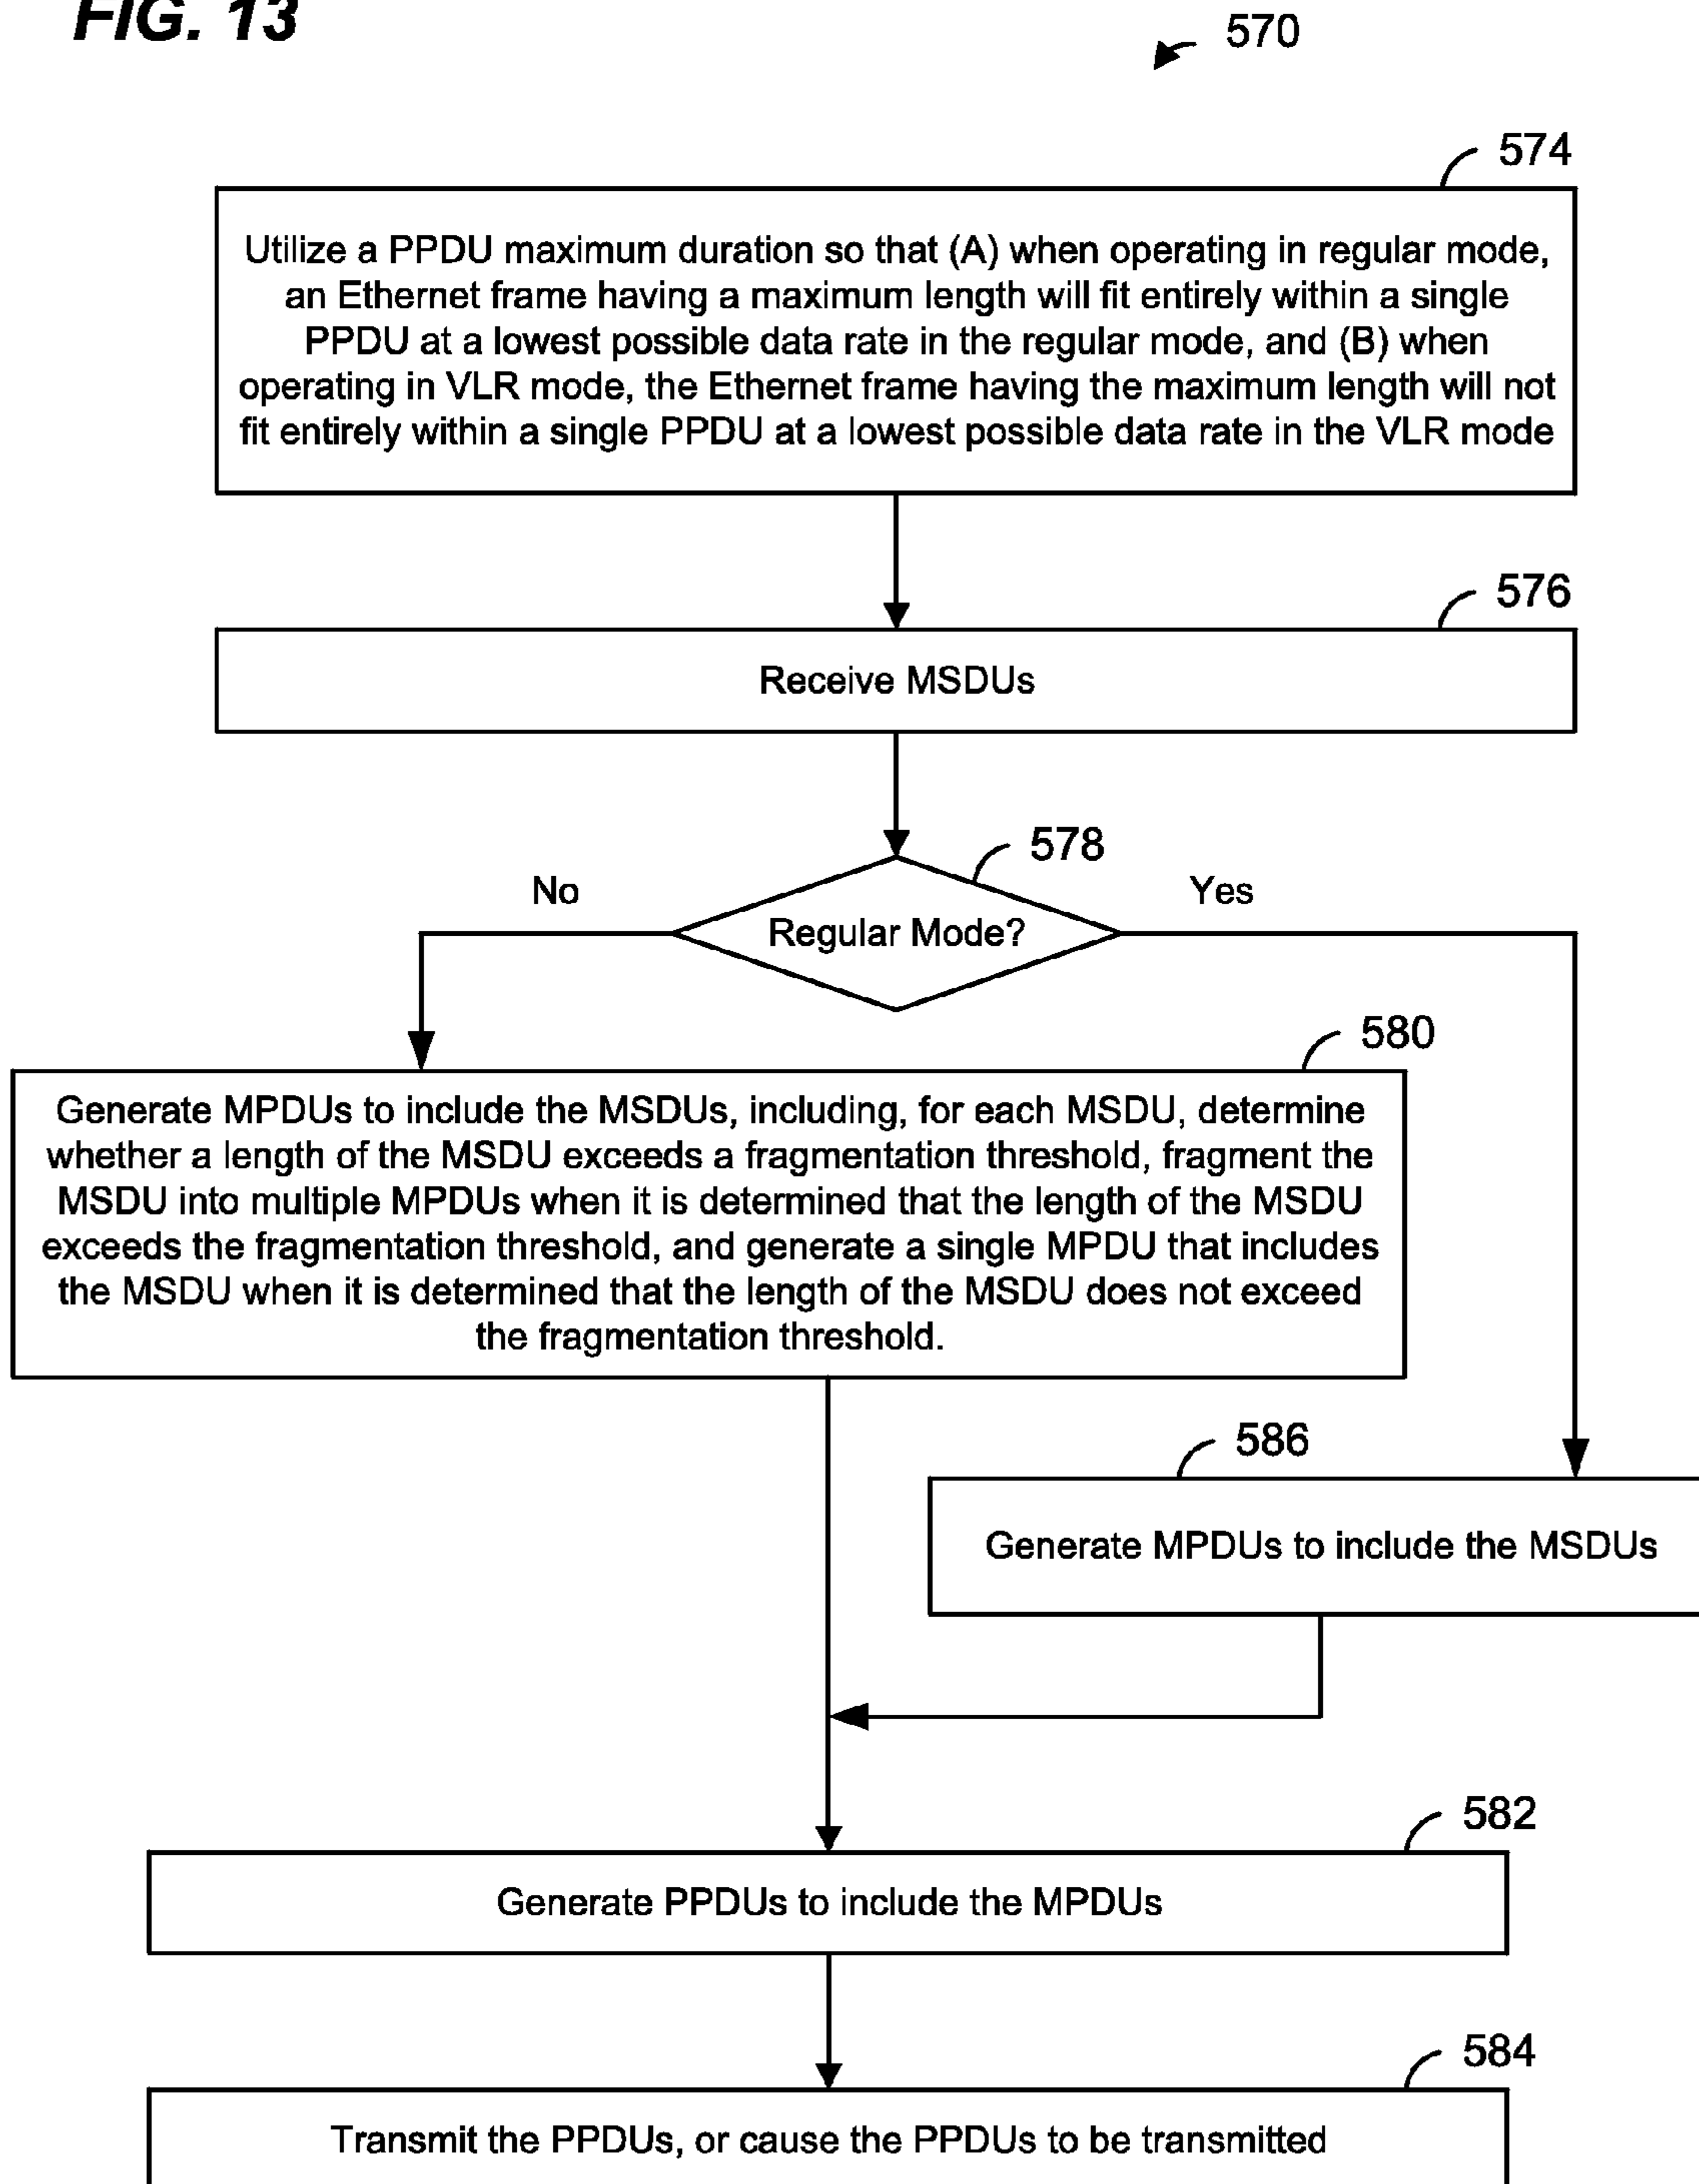 FIG. 13
570
574
Utilize a PPDU maximum duration so that (A) when operating in regular mode,
an Ethernet frame having a maximum length will fit entirely within a single
PPDU at a lowest possible data rate in the regular mode, and (B) when
operating in VLR mode, the Ethernet frame having the maximum length will not
fit entirely within a single PPDU at a lowest possible data rate in the VLR mode
576
Receive MSDUs
578
No
Yes
Regular Mode?
580
Generate MPDUs to include the MSDUs, including, for each MSDU, determine
whether a length of the MSDU exceeds a fragmentation threshold, fragment the
MSDU into multiple MPDUs when it is determined that the length of the MSDU
exceeds the fragmentation threshold, and generate a single MPDU that includes
the MSDU when it is determined that the length of the MSDU does not exceed
the fragmentation threshold.
586
Generate MPDUs to include the MSDUs
582
Generate PPDUs to include the MPDUs
584
Transmit the PPDUs, or cause the PPDUs to be transmitted